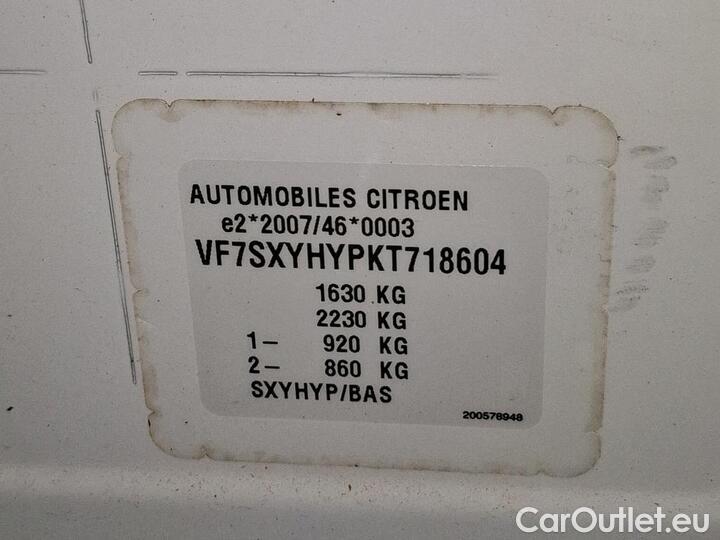 AUTOMOBILES CITROEN
e2*2007/46*0003
VF7SXYHYPKT718604
1630 KG
2230 KG
1- 920 KG
2- 860 KG
SXYHYP/BAS
200578948
CarOutlet.eu